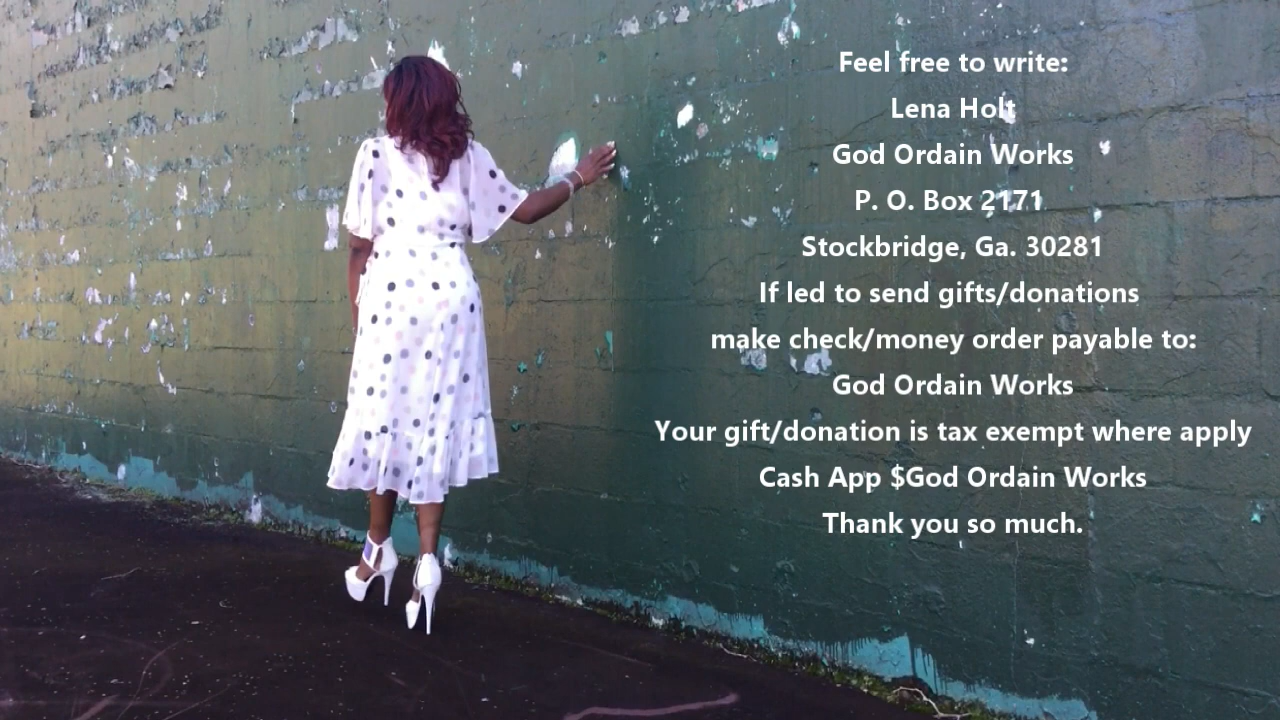 Feel free to write:
Lena Holt
God Ordain Works
P. O. Box 2171
Stockbridge, Ga. 30281
If led to send gifts/donations
make check/money order payable to:
God Ordain Works
Your gift/donation is tax exempt where apply
Cash App $God Ordain Works
Thank you so much.